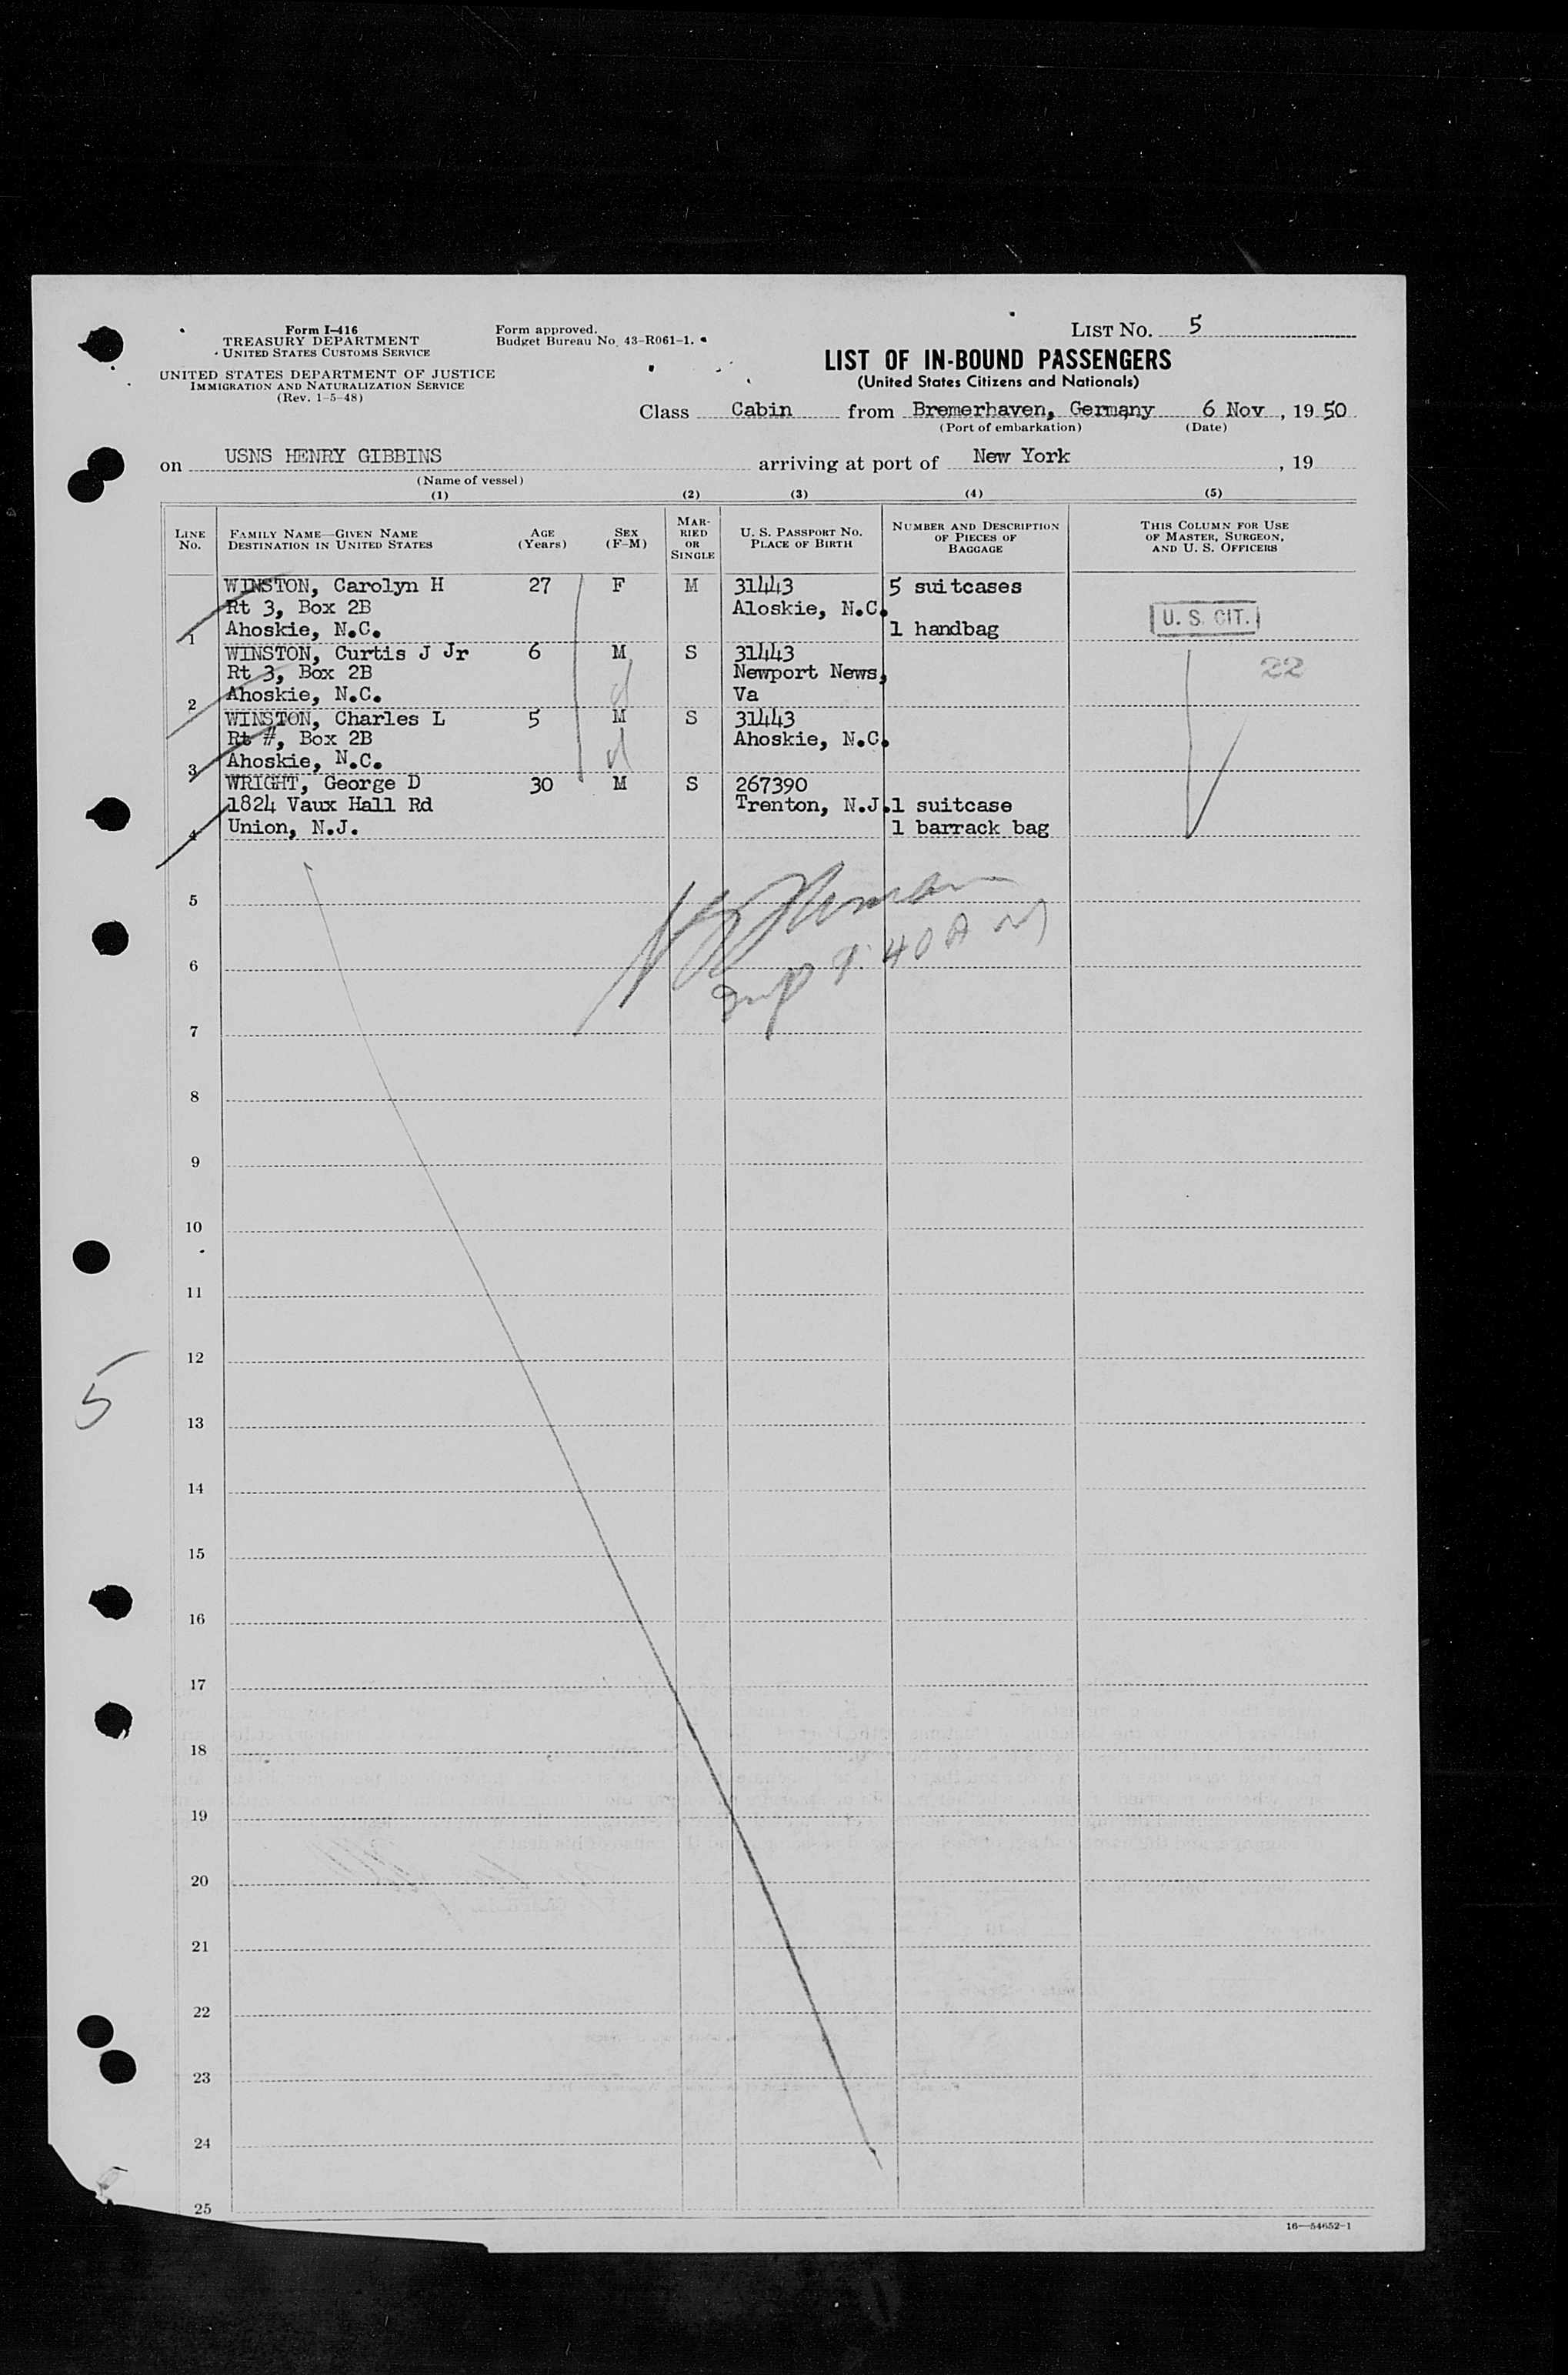 Form I-416
TREASURY DEPARTMENT
UNITED STATES CUSTOMS SERVICE
UNITED STATES DEPARTMENT OF JUSTICE
IMMIGRATION AND NATURALIZATION SERVICE
(Rev. 1-5-48)
Form approved.
Budget Bureau No. 43-R061-1.
LIST NO. 5
LIST OF IN-BOUND PASSENGERS
(United States Citizens and Nationals)
Class Cabin from Bremerhaven, Germany 6 Nov, 1950
(Port of embarkation) (Date)
on USNS HENRY GIBBINS arriving at port of New York, 19
(Name of vessel)
(1) (2) (3) (4) (5)
LINE NO. FAMILY NAME—GIVEN NAME DESTINATION IN UNITED STATES AGE (Years) SEX (F-M) MARRIED OR SINGLE U. S. PASSPORT NO. PLACE OF BIRTH NUMBER AND DESCRIPTION OF PIECES OF BAGGAGE THIS COLUMN FOR USE OF MASTER, SURGEON, AND U. S. OFFICERS
WINSTON, Carolyn H 27 F M 31443 5 suitcases
Rt 3, Box 2B Aloskie, N.C.
1 Ahoskie, N.C. 1 handbag U. S. CIT.
WINSTON, Curtis J Jr 6 M S 31443
Rt 3, Box 2B Newport News, 22
2 Ahoskie, N.C. Va
WINSTON, Charles L 5 M S 31443
Rt #, Box 2B Ahoskie, N.C.
3 Ahoskie, N.C.
WRIGHT, George D 30 M S 267390
1824 Vaux Hall Rd Trenton, N.J. 1 suitcase
4 Union, N.J. 1 barrack bag
5
6
40 AM
7
8
9
10
11
12
5
13
14
15
16
17
18
19
20
21
22
23
24
25
16—54652-1